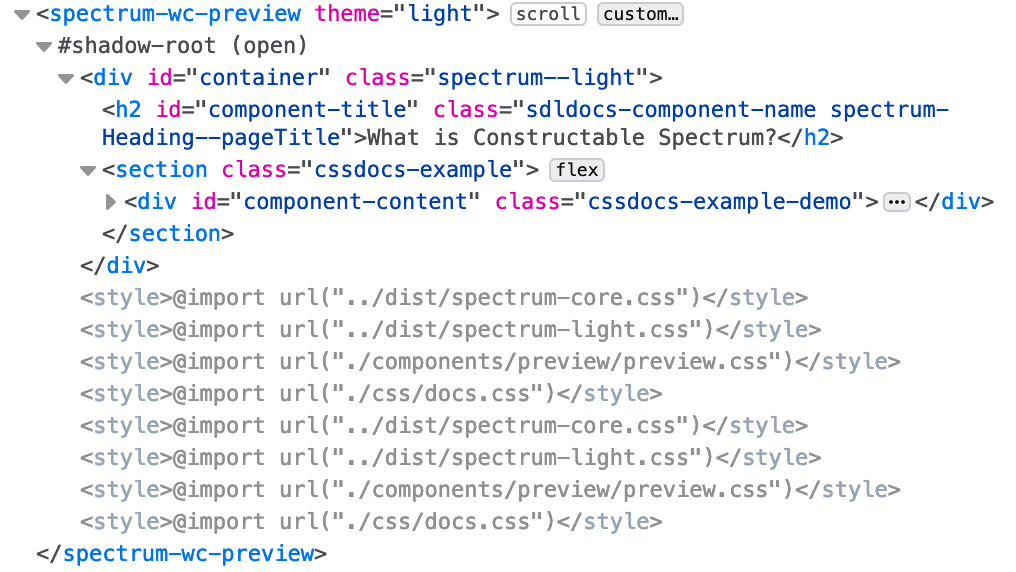 <spectrum-wc-preview theme="light"> scroll custom…
#shadow-root (open)
<div id="container" class="spectrum--light">
<h2 id="component-title" class="sdldocs-component-name spectrum-
Heading--pageTitle">What is Constructable Spectrum?</h2>
<section class="cssdocs-example"> flex
<div id="component-content" class="cssdocs-example-demo">…</div>
</section>
</div>
<style>@import url("../dist/spectrum-core.css")</style>
<style>@import url("../dist/spectrum-light.css")</style>
<style>@import url("./components/preview/preview.css")</style>
<style>@import url("./css/docs.css")</style>
<style>@import url("../dist/spectrum-core.css")</style>
<style>@import url("../dist/spectrum-light.css")</style>
<style>@import url("./components/preview/preview.css")</style>
<style>@import url("./css/docs.css")</style>
</spectrum-wc-preview>